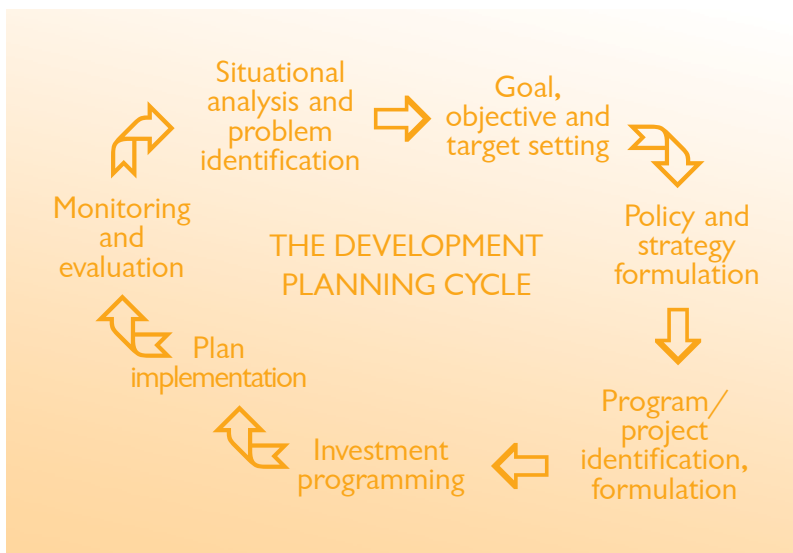 Situational
analysis and
problem
identification
Goal,
objective and
target setting
Policy and
strategy
formulation
Program/
project
identification,
formulation
Investment
programming
Plan
implementation
Monitoring
and
evaluation
THE DEVELOPMENT
PLANNING CYCLE